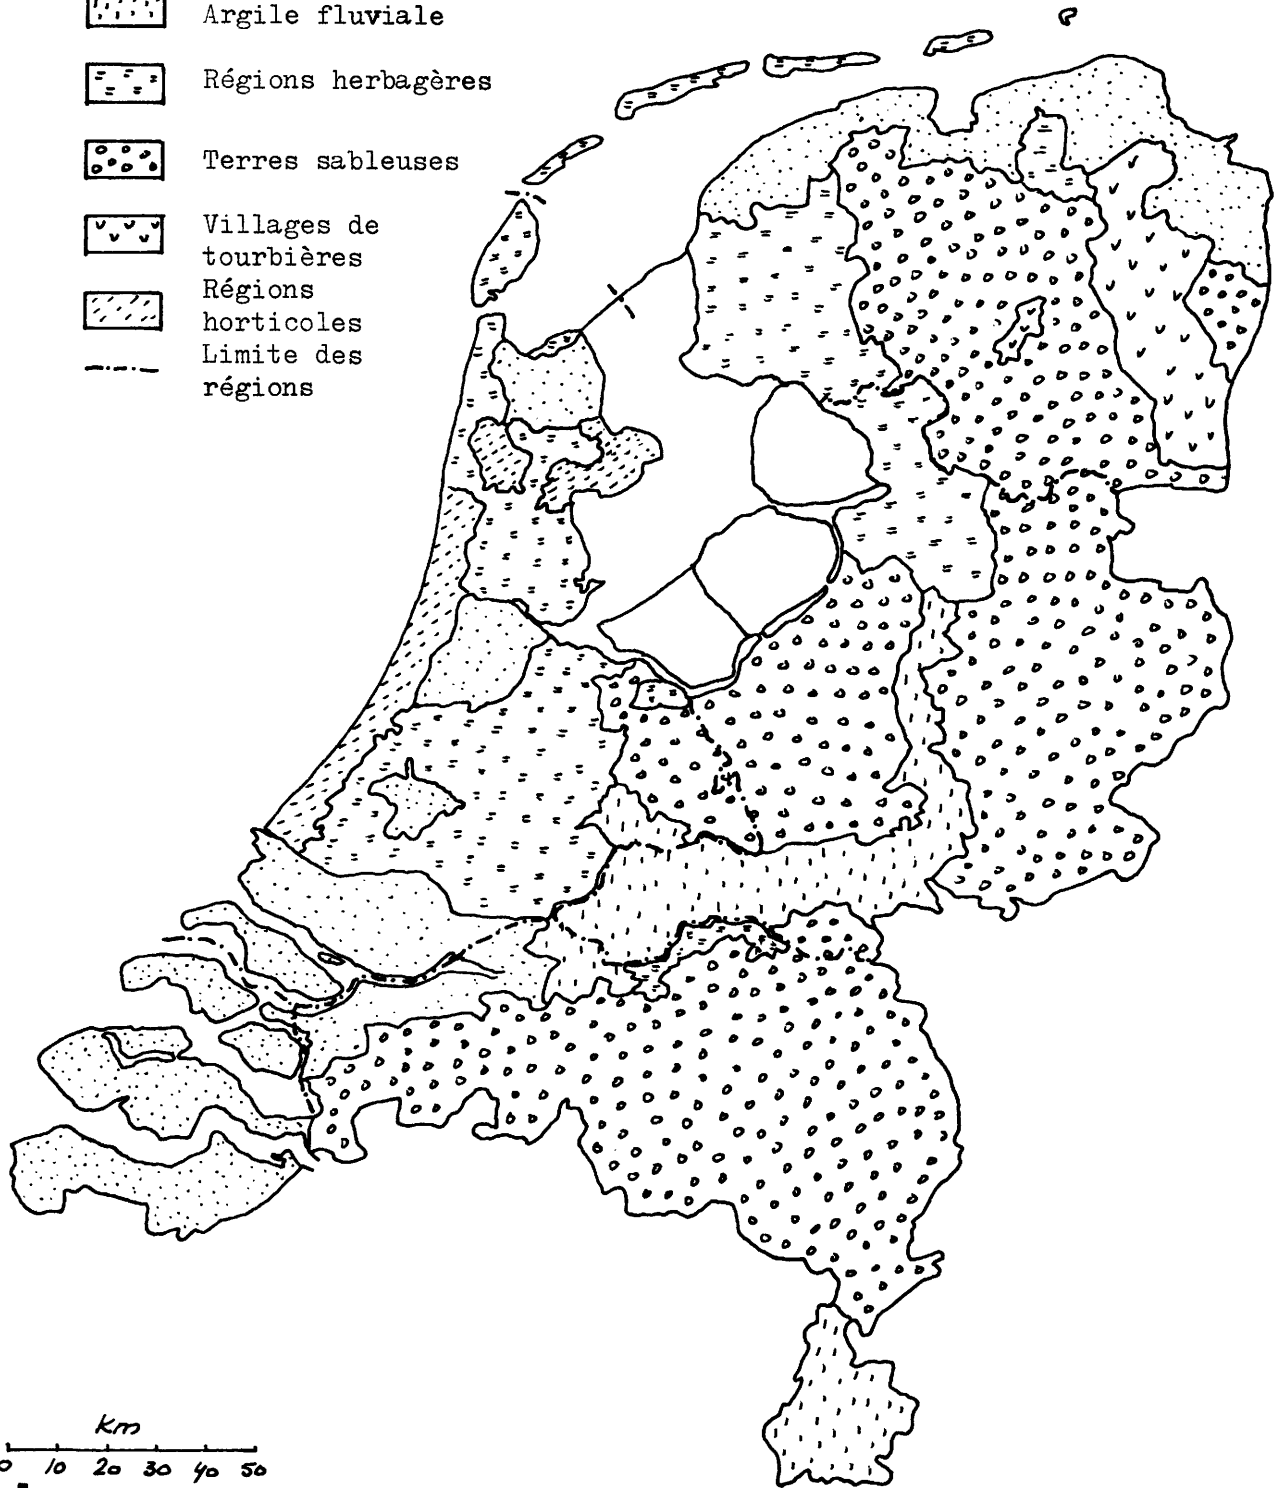 Argile fluviale
Régions herbagères
Terres sableuses
Villages de
tourbières
Régions
horticoles
Limite des
régions
Km
0 10 20 30 40 50